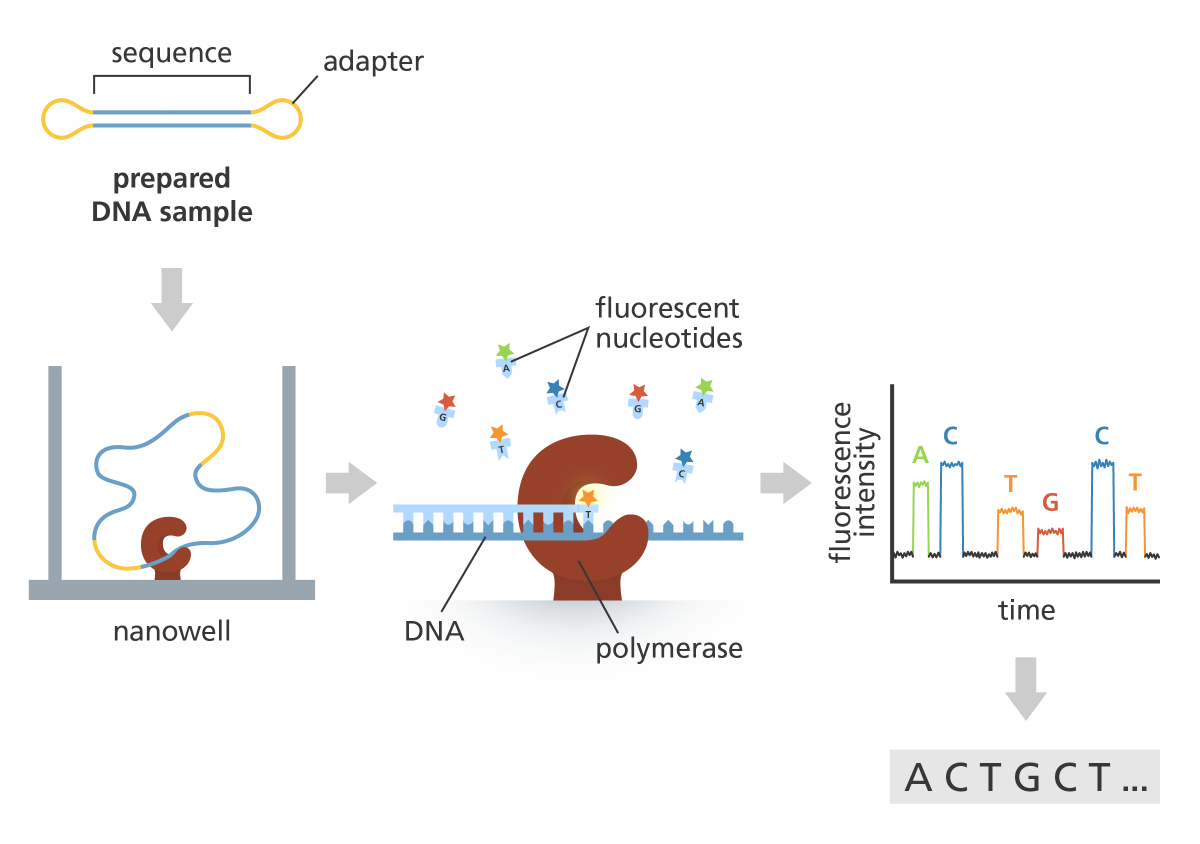 sequence
adapter
prepared
DNA sample
nanowell
fluorescent
nucleotides
A
C
G
G
A
T
C
T
DNA
polymerase
fluorescence
intensity
A
C
T
G
C
T
time
A C T G C T ...